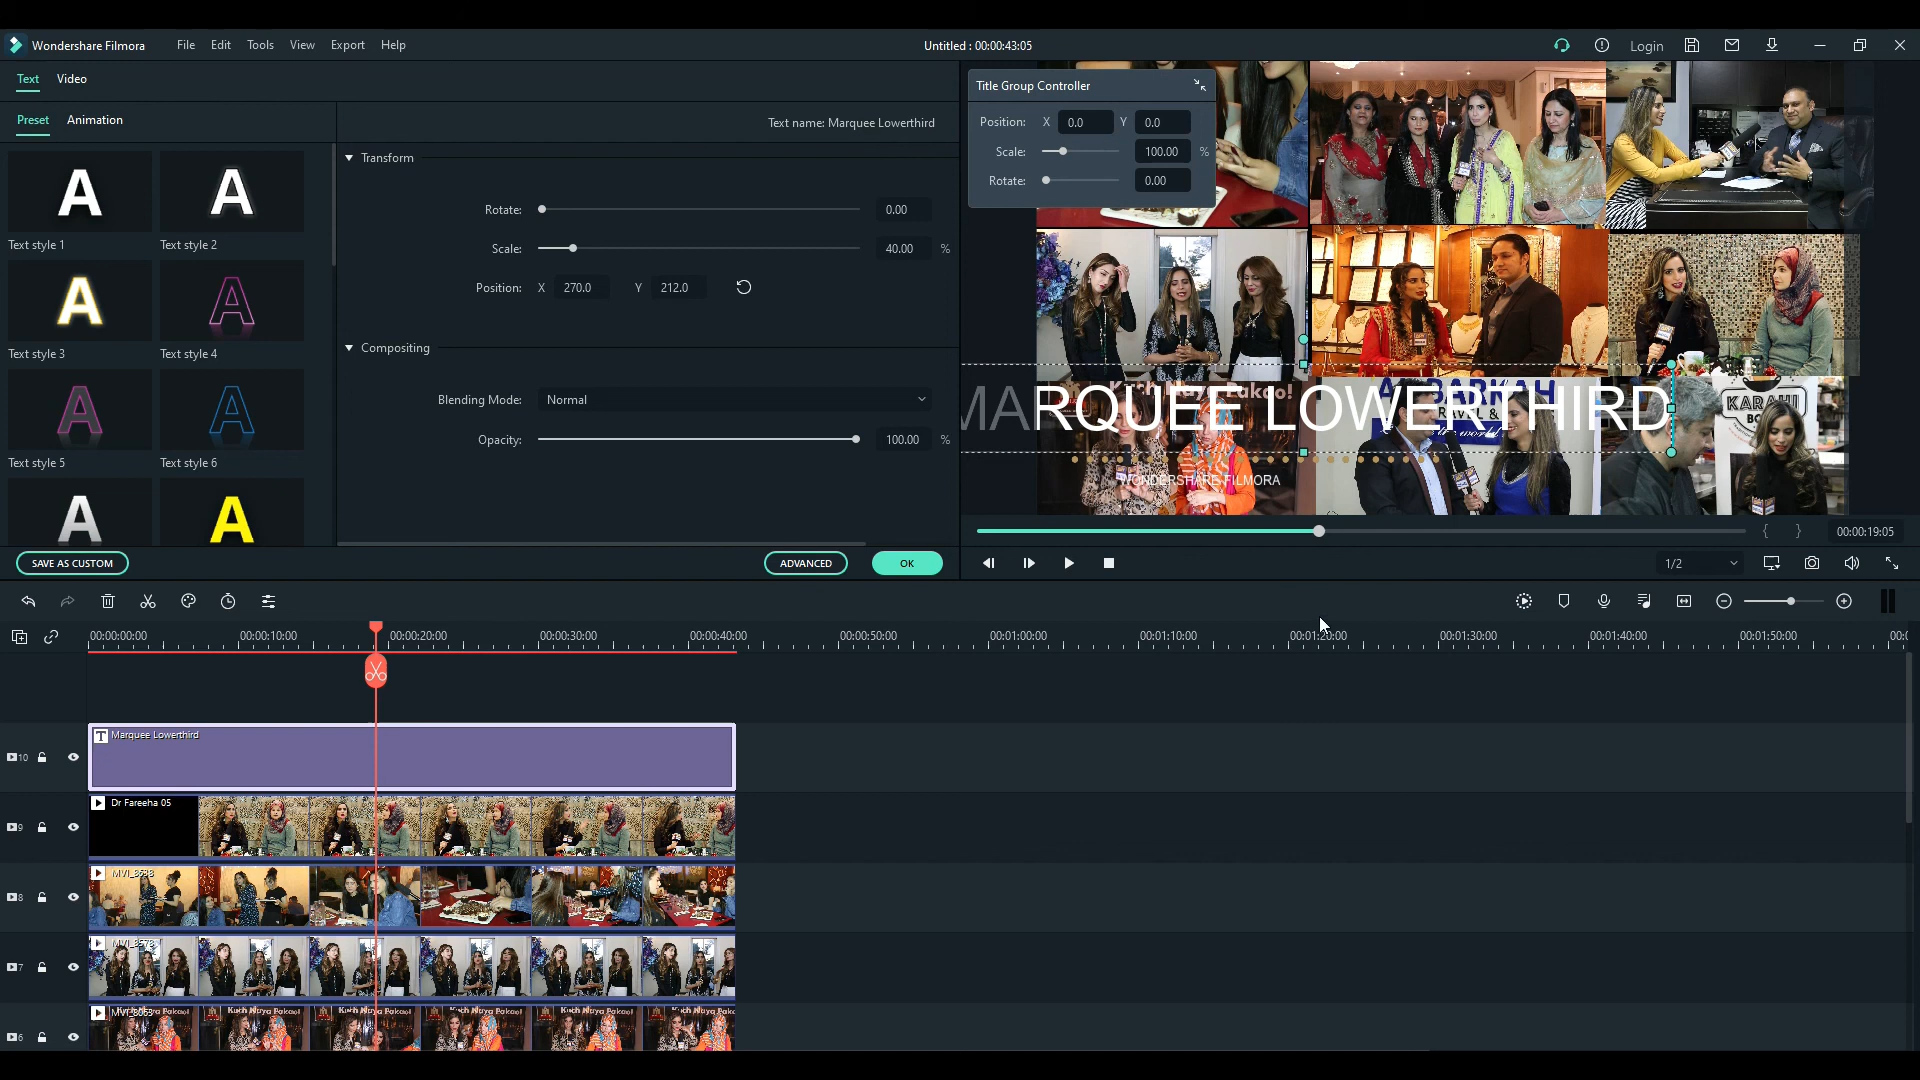 Wondershare Filmora File Edit Tools View Export Help Untitled : 00:00:43:05 Login
Text Video
Preset Animation
Text name: Marquee Lowerthird
Text style 1
Text style 2
Text style 3
Text style 4
Text style 5
Text style 6
Transform
Rotate: 0.00
Scale: 40.00 %
Position: X 270.0 Y 212.0
Compositing
Blending Mode: Normal
Opacity: 100.00 %
SAVE AS CUSTOM ADVANCED OK
Title Group Controller
Position: X 0.0 Y 0.0
Scale: 100.00 %
Rotate: 0.00
MARQUEE LOWERTHIRD
WONDERSHARE FILMORA
KARAHI
{ } 00:00:19:05
1/2
00:00:00:00 00:00:10:00 00:00:20:00 00:00:30:00 00:00:40:00 00:00:50:00 00:01:00:00 00:01:10:00 00:01:20:00 00:01:30:00 00:01:40:00 00:01:50:00
10 Marquee Lowerthird
9 Dr Fareeha 05
8
7
6